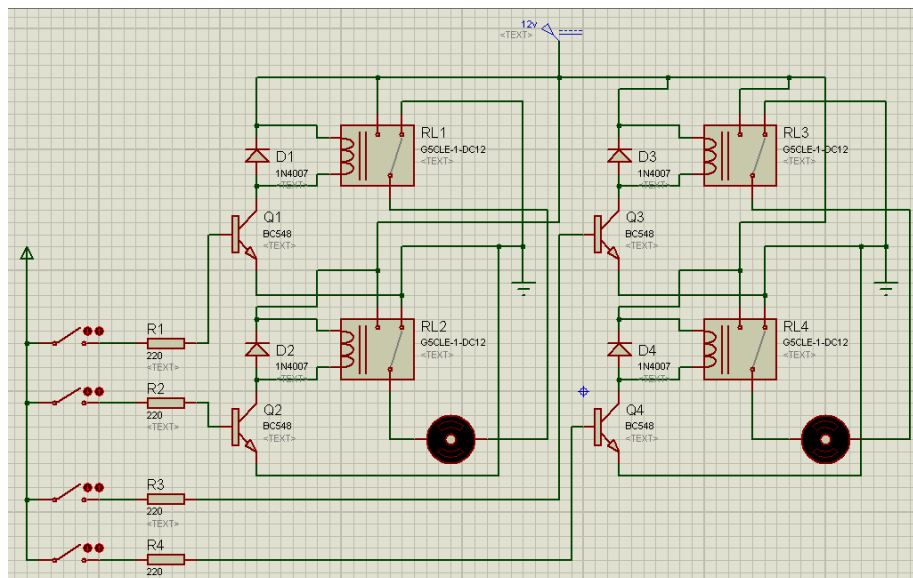 12v
<TEXT>
RL1
G5CLE-1-DC12
<TEXT>
D1
1N4007
<TEXT>
Q1
BC548
<TEXT>
RL3
G5CLE-1-DC12
<TEXT>
D3
1N4007
<TEXT>
Q3
BC548
<TEXT>
R1
220
<TEXT>
RL2
G5CLE-1-DC12
<TEXT>
D2
1N4007
<TEXT>
R2
220
<TEXT>
Q2
BC548
<TEXT>
RL4
G5CLE-1-DC12
<TEXT>
D4
1N4007
<TEXT>
Q4
BC548
<TEXT>
R3
220
<TEXT>
R4
220